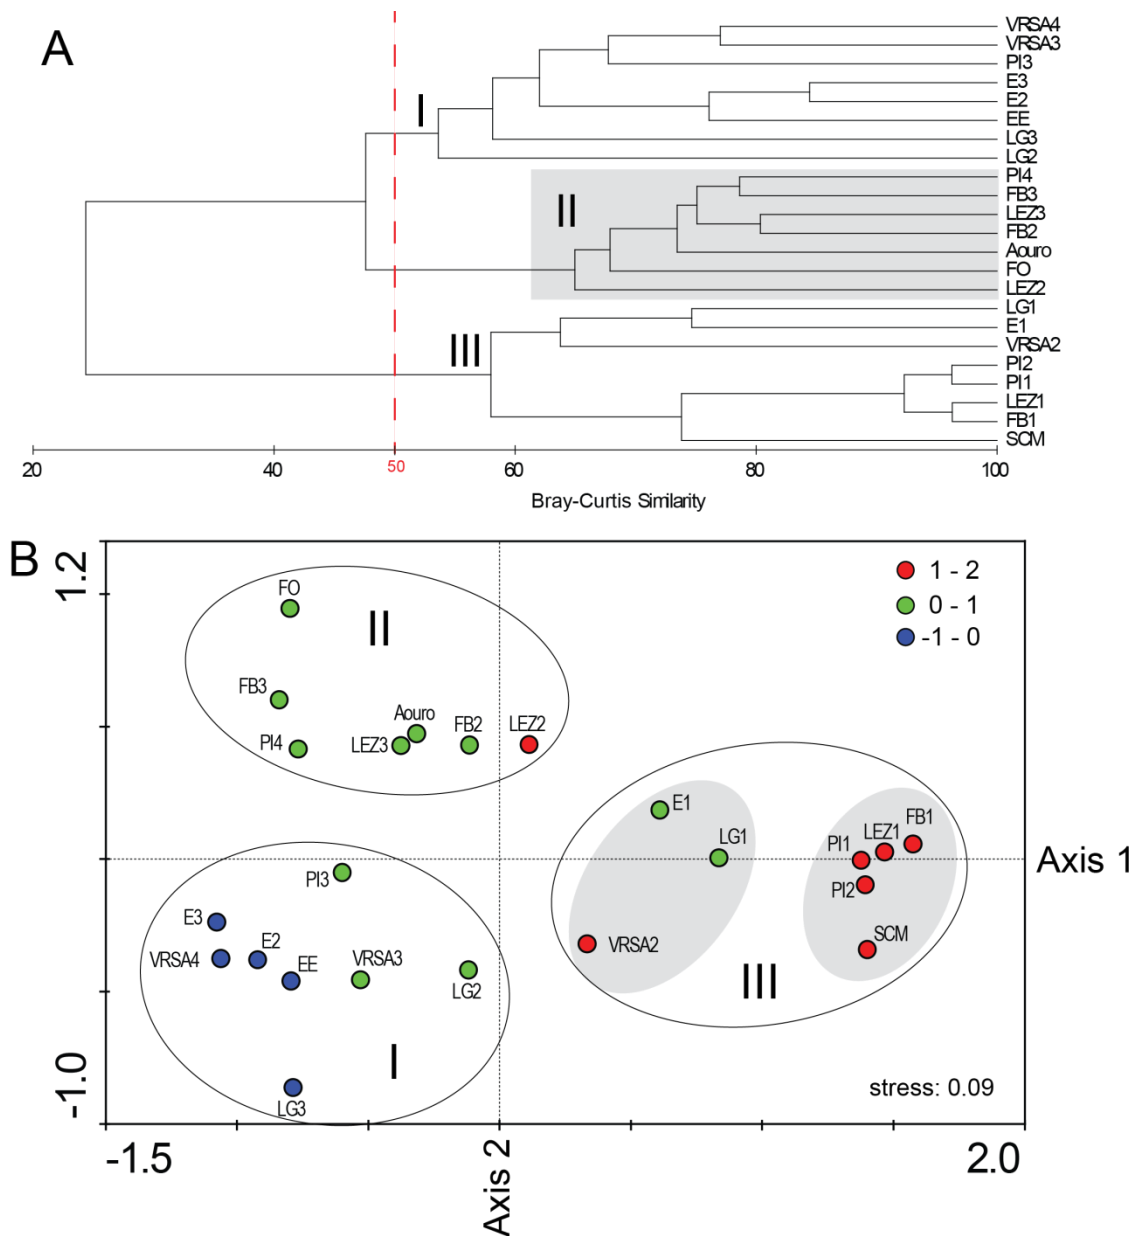 A
I
II
III
VRSA4
VRSA3
PI3
E3
E2
EE
LG3
LG2
PI4
FB3
LEZ3
FB2
Aouro
FO
LEZ2
LG1
E1
VRSA2
PI2
PI1
LEZ1
FB1
SCM
20 40 50 60 80 100
Bray-Curtis Similarity
B
1.2
-1.0
1 - 2
0 - 1
-1 - 0
FO
II
FB3
PI4
LEZ3
Aouro
FB2
LEZ2
E1
LG1
PI1
LEZ1
FB1
PI2
SCM
VRSA2
III
Axis 1
PI3
E3
VRSA4
E2
EE
VRSA3
LG2
LG3
I
stress: 0.09
-1.5
Axis 2
2.0